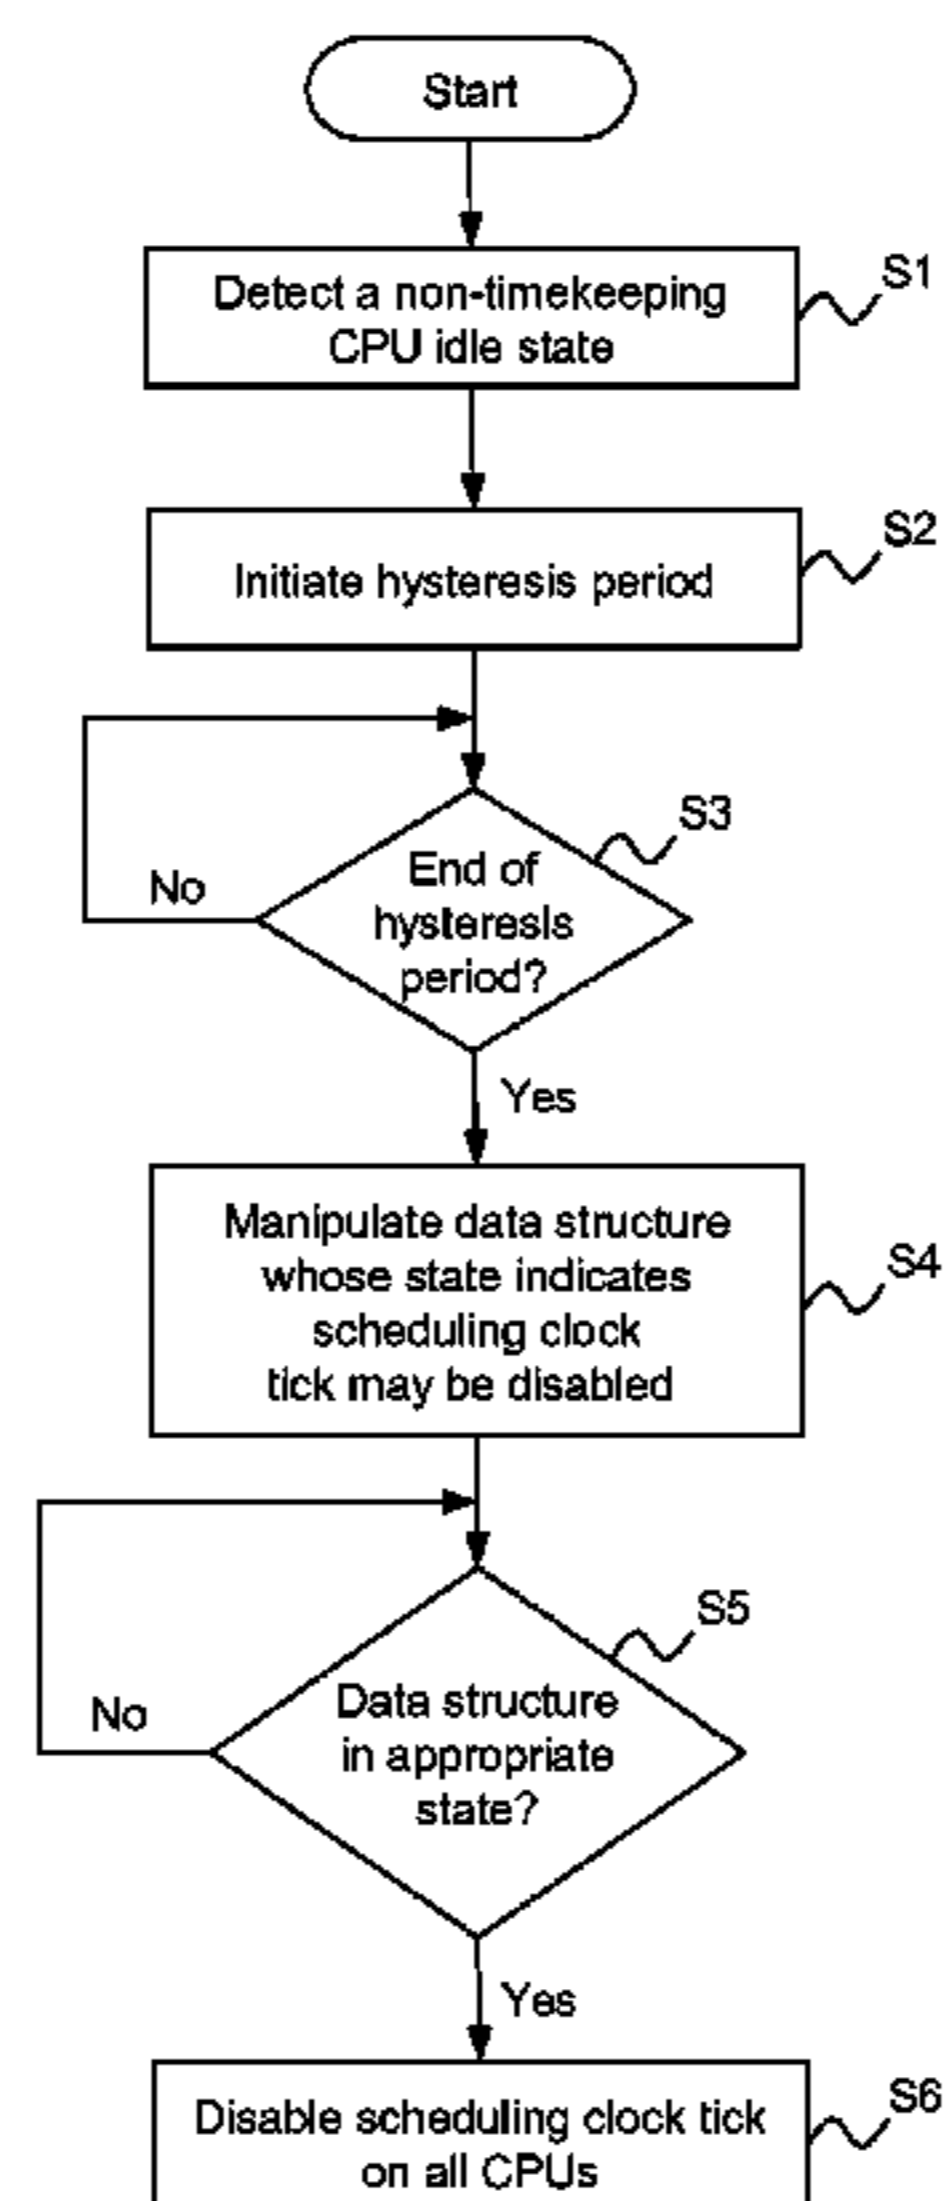 Start
Detect a non-timekeeping
CPU idle state
S1
Initiate hysteresis period
S2
S3
End of
hysteresis
period?
No
Yes
Manipulate data structure
whose state indicates
scheduling clock
tick may be disabled
S4
S5
Data structure
in appropriate
state?
No
Yes
Disable scheduling clock tick
on all CPUs
S6